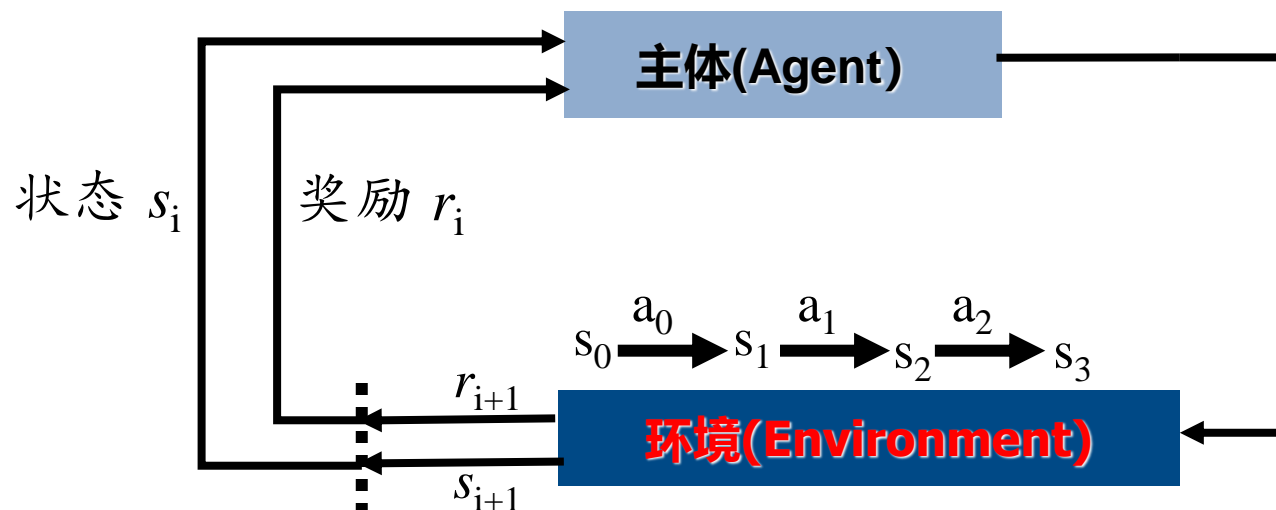 主体(Agent)
状态 si
奖励 ri
a0 a1 a2
s0 s1 s2 s3
ri+1
环境(Environment)
si+1